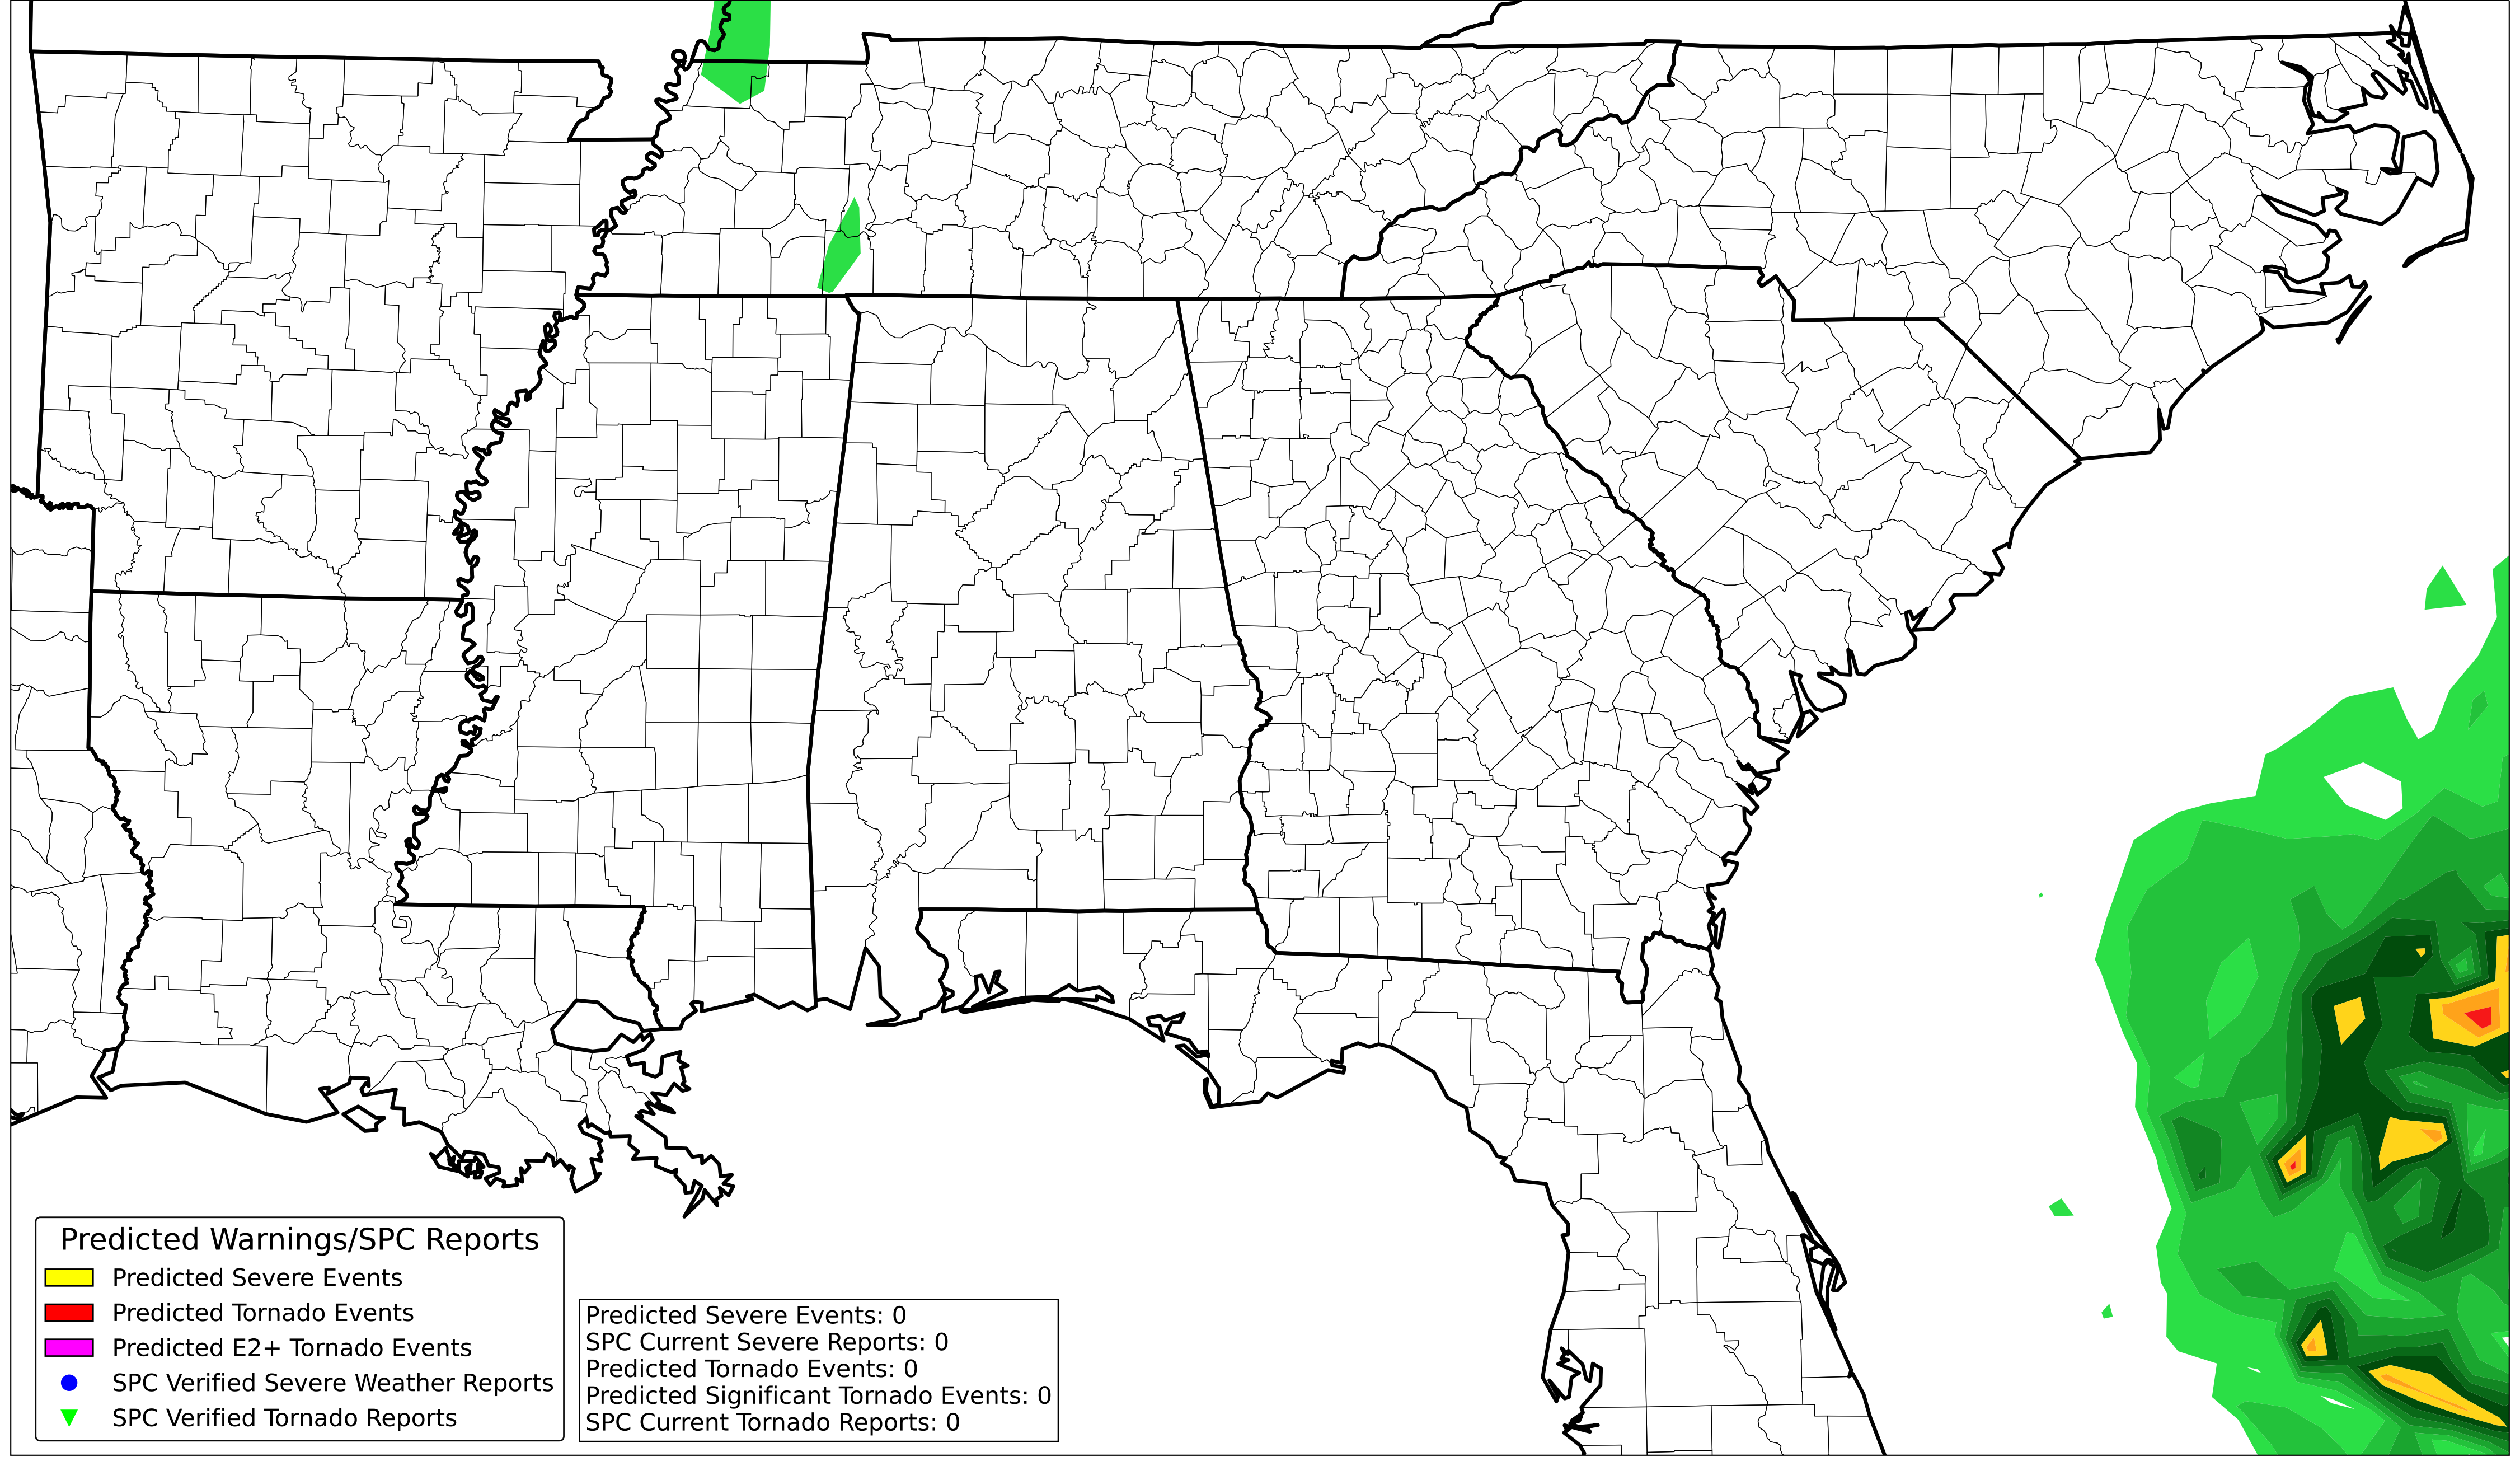 Predicted Warnings/SPC Reports
Predicted Severe Events
Predicted Tornado Events
Predicted E2+ Tornado Events
SPC Verified Severe Weather Reports
SPC Verified Tornado Reports
Predicted Severe Events: 0
SPC Current Severe Reports: 0
Predicted Tornado Events: 0
Predicted Significant Tornado Events: 0
SPC Current Tornado Reports: 0